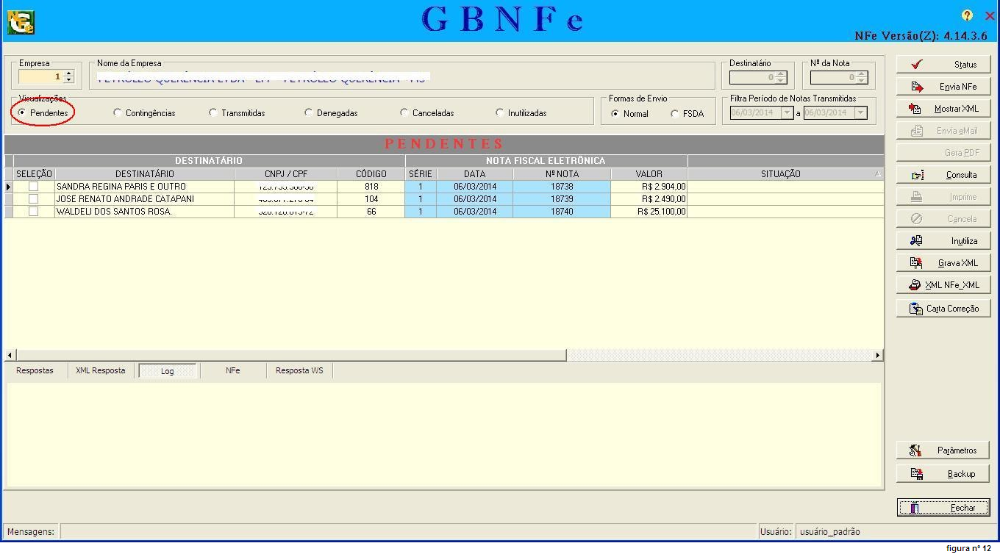 G B N F e
NFe Versão(Z): 4.14.3.6
Empresa
1
Nome da Empresa
Destinatário
0
Nº da Nota
0
Visualizações
Pendentes
Contingências
Transmitidas
Denegadas
Canceladas
Inutilizadas
Formas de Envio
Normal
FSDA
Filtra Período de Notas Transmitidas
06/03/2014 a 06/03/2014
PENDENTES
DESTINATÁRIO NOTA FISCAL ELETRÔNICA
SELEÇÃO DESTINATÁRIO CNPJ / CPF CÓDIGO SÉRIE DATA Nº NOTA VALOR SITUAÇÃO
SANDRA REGINA PARIS E OUTRO 818 1 06/03/2014 18738 R$ 2.904,00
JOSE RENATO ANDRADE CATAPANI 104 1 06/03/2014 18739 R$ 2.490,00
WALDELI DOS SANTOS ROSA. 66 1 06/03/2014 18740 R$ 25.100,00
Respostas XML Resposta Log NFe Resposta WS
Status
Envia NFe
Mostrar XML
Envia eMail
Gera PDF
Consulta
Imprime
Cancela
Inutiliza
Grava XML
XML NFe_XML
Carta Correção
Parâmetros
Backup
Fechar
Mensagens:
Usuário: usuário_padrão
figura nº 12